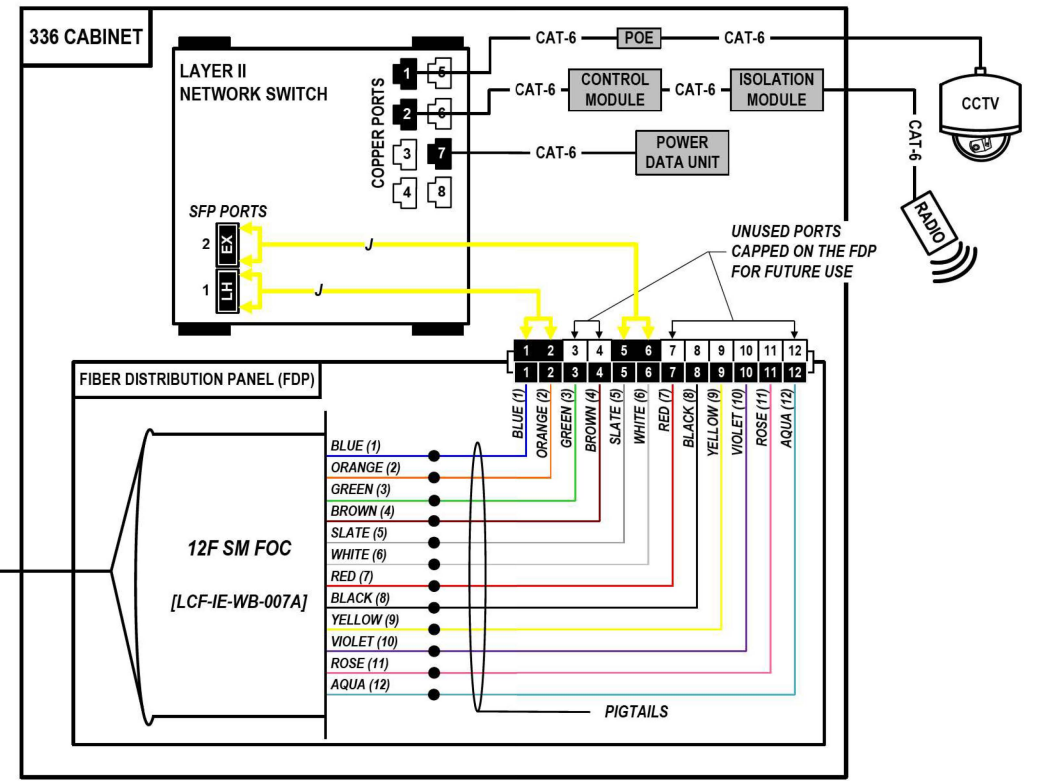 336 CABINET
LAYER II
NETWORK SWITCH
COPPER PORTS
1
5
2
6
3
7
4
8
SFP PORTS
2
EX
1
LH
J
J
CAT-6
POE
CAT-6
CAT-6
CONTROL
MODULE
CAT-6
ISOLATION
MODULE
CAT-6
POWER
DATA UNIT
CCTV
CAT-6
RADIO
UNUSED PORTS
CAPPED ON THE FDP
FOR FUTURE USE
1 2 3 4 5 6 7 8 9 10 11 12
1 2 3 4 5 6 7 8 9 10 11 12
BLUE (1)
ORANGE (2)
GREEN (3)
BROWN (4)
SLATE (5)
WHITE (6)
RED (7)
BLACK (8)
YELLOW (9)
VIOLET (10)
ROSE (11)
AQUA (12)
FIBER DISTRIBUTION PANEL (FDP)
12F SM FOC
[LCF-IE-WB-007A]
BLUE (1)
ORANGE (2)
GREEN (3)
BROWN (4)
SLATE (5)
WHITE (6)
RED (7)
BLACK (8)
YELLOW (9)
VIOLET (10)
ROSE (11)
AQUA (12)
PIGTAILS